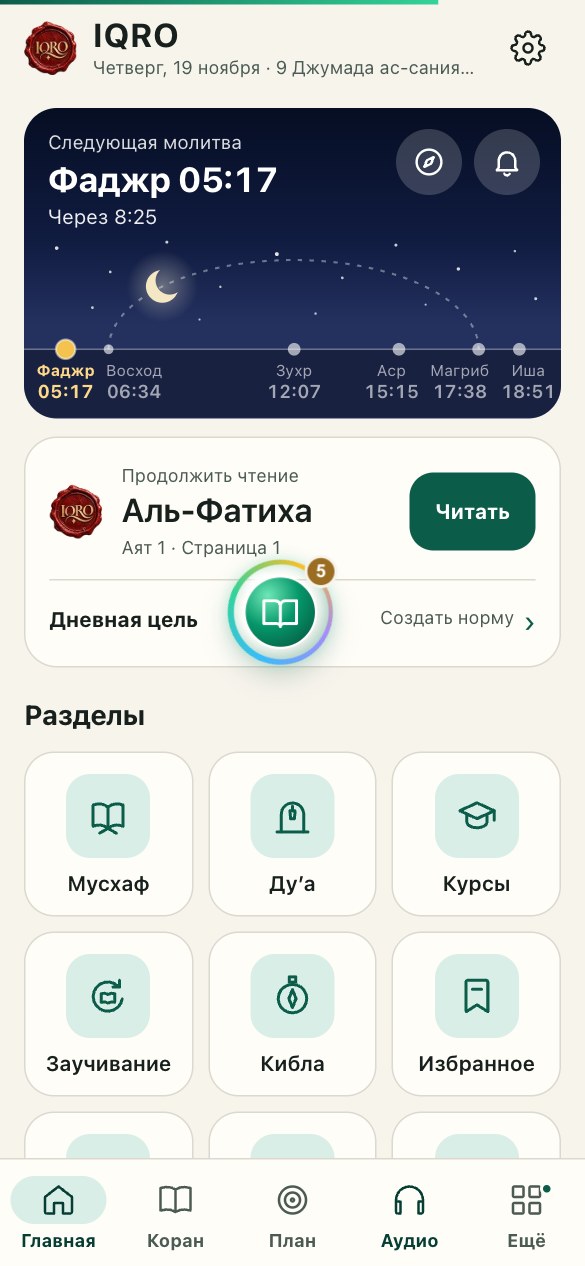 IQRO
IQRO
Четверг, 19 ноября · 9 Джумада ас-сания...
Следующая молитва
Фаджр 05:17
Через 8:25
Фаджр Восход Зухр Аср Магриб Иша
05:17 06:34 12:07 15:15 17:38 18:51
IQRO
Продолжить чтение
Аль-Фатиха
Аят 1 · Страница 1
Читать
5
Дневная цель
Создать норму ›
Разделы
Мусхаф Ду’а Курсы
Заучивание Кибла Избранное
Главная Коран План Аудио Ещё